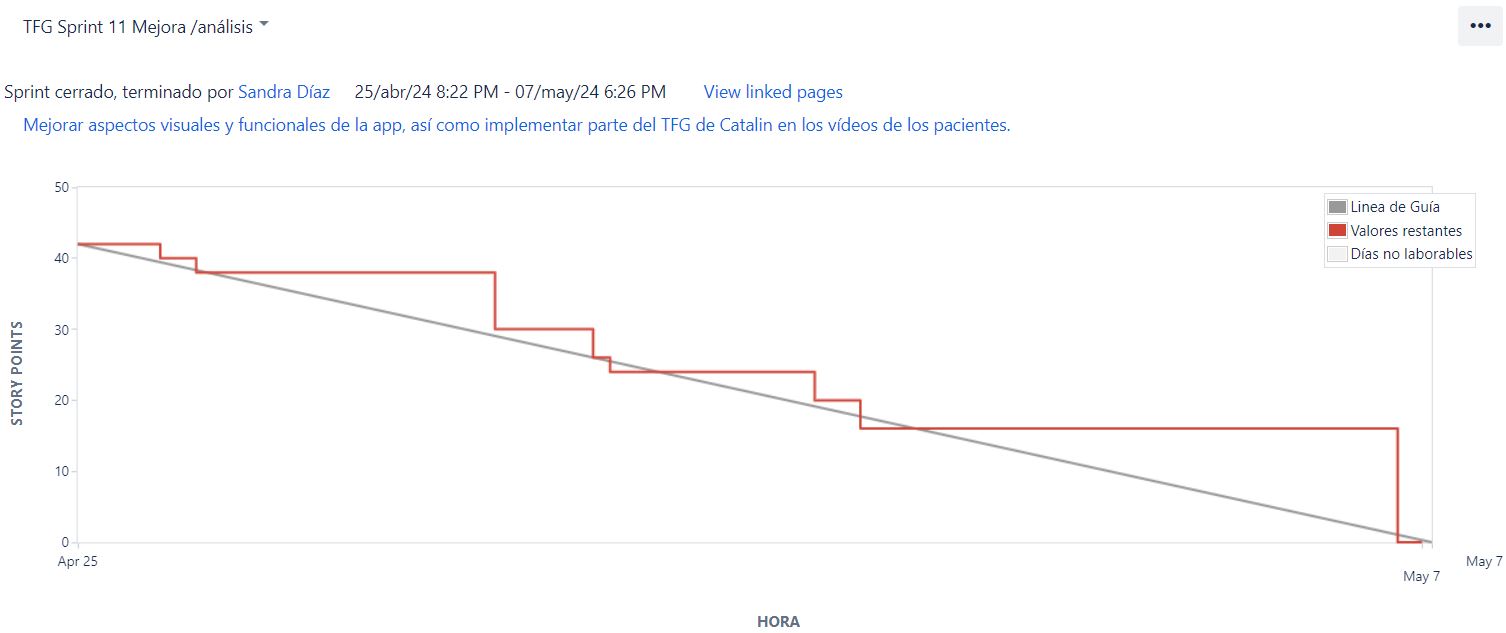 TFG Sprint 11 Mejora /análisis
Sprint cerrado, terminado por Sandra Díaz 25/abr/24 8:22 PM - 07/may/24 6:26 PM View linked pages
Mejorar aspectos visuales y funcionales de la app, así como implementar parte del TFG de Catalin en los vídeos de los pacientes.
50
40
30
20
10
0
STORY POINTS
Linea de Guía
Valores restantes
Días no laborables
Apr 25
May 7
May 7
HORA